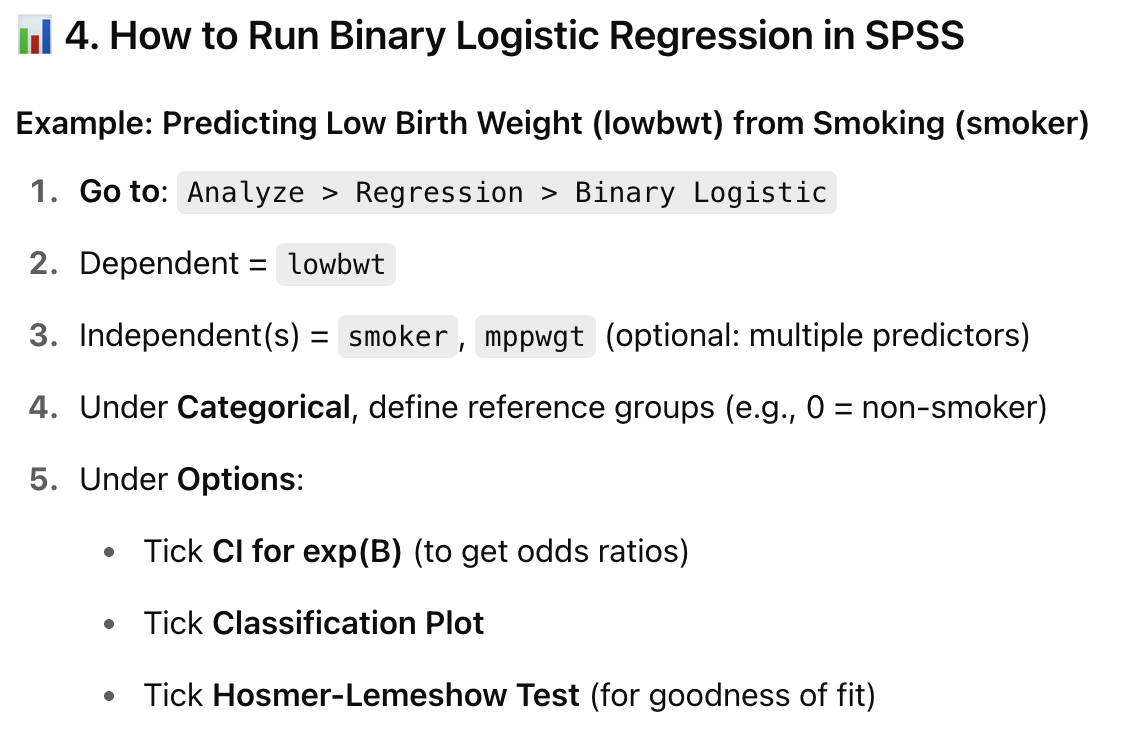 📊 4. How to Run Binary Logistic Regression in SPSS
Example: Predicting Low Birth Weight (lowbwt) from Smoking (smoker)
1. Go to: Analyze > Regression > Binary Logistic
2. Dependent = lowbwt
3. Independent(s) = smoker, mppwgt (optional: multiple predictors)
4. Under Categorical, define reference groups (e.g., 0 = non-smoker)
5. Under Options:
• Tick CI for exp(B) (to get odds ratios)
• Tick Classification Plot
• Tick Hosmer-Lemeshow Test (for goodness of fit)